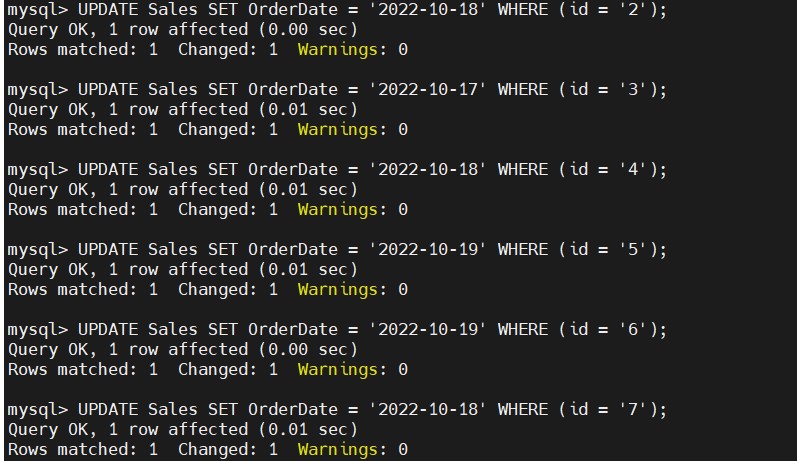 mysql> UPDATE Sales SET OrderDate = '2022-10-18' WHERE (id = '2');
Query OK, 1 row affected (0.00 sec)
Rows matched: 1  Changed: 1  Warnings: 0

mysql> UPDATE Sales SET OrderDate = '2022-10-17' WHERE (id = '3');
Query OK, 1 row affected (0.01 sec)
Rows matched: 1  Changed: 1  Warnings: 0

mysql> UPDATE Sales SET OrderDate = '2022-10-18' WHERE (id = '4');
Query OK, 1 row affected (0.01 sec)
Rows matched: 1  Changed: 1  Warnings: 0

mysql> UPDATE Sales SET OrderDate = '2022-10-19' WHERE (id = '5');
Query OK, 1 row affected (0.01 sec)
Rows matched: 1  Changed: 1  Warnings: 0

mysql> UPDATE Sales SET OrderDate = '2022-10-19' WHERE (id = '6');
Query OK, 1 row affected (0.00 sec)
Rows matched: 1  Changed: 1  Warnings: 0

mysql> UPDATE Sales SET OrderDate = '2022-10-18' WHERE (id = '7');
Query OK, 1 row affected (0.01 sec)
Rows matched: 1  Changed: 1  Warnings: 0